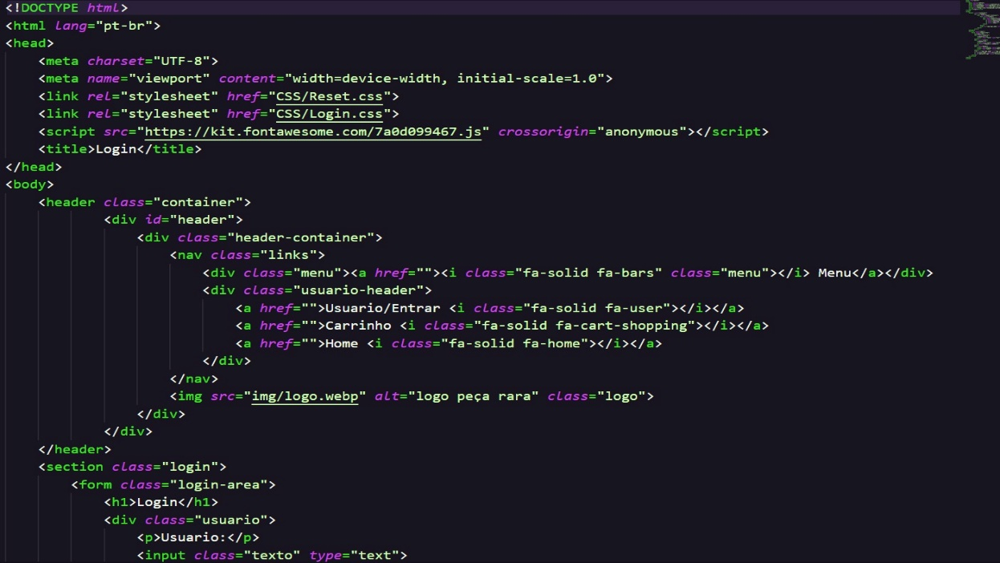 <!DOCTYPE html>
<html lang="pt-br">
<head>
    <meta charset="UTF-8">
    <meta name="viewport" content="width=device-width, initial-scale=1.0">
    <link rel="stylesheet" href="CSS/Reset.css">
    <link rel="stylesheet" href="CSS/Login.css">
    <script src="https://kit.fontawesome.com/7a0d099467.js" crossorigin="anonymous"></script>
    <title>Login</title>
</head>
<body>
    <header class="container">
            <div id="header">
                <div class="header-container">
                    <nav class="links">
                        <div class="menu"><a href=""><i class="fa-solid fa-bars" class="menu"></i> Menu</a></div>
                        <div class="usuario-header">
                            <a href="">Usuario/Entrar <i class="fa-solid fa-user"></i></a>
                            <a href="">Carrinho <i class="fa-solid fa-cart-shopping"></i></a>
                            <a href="">Home <i class="fa-solid fa-home"></i></a>
                        </div>
                    </nav>
                    <img src="img/logo.webp" alt="logo peça rara" class="logo">
                </div>
            </div>
    </header>
    <section class="login">
        <form class="login-area">
            <h1>Login</h1>
            <div class="usuario">
                <p>Usuario:</p>
                <input class="texto" type="text">